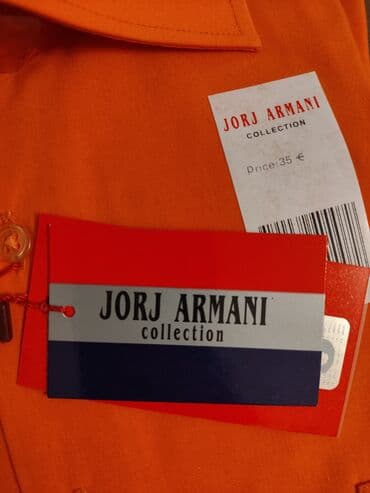 JORJ ARMANI
COLLECTION
Price: 35 €
JORJ ARMANI
collection